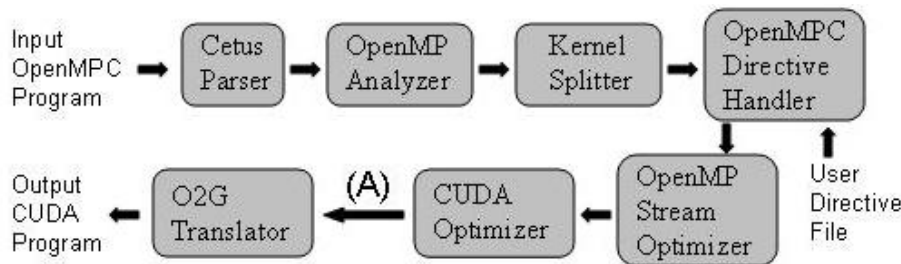 Input
OpenMPC
Program
Cetus
Parser
OpenMP
Analyzer
Kernel
Splitter
OpenMPC
Directive
Handler
Output
CUDA
Program
O2G
Translator
(A)
CUDA
Optimizer
OpenMP
Stream
Optimizer
User
Directive
File